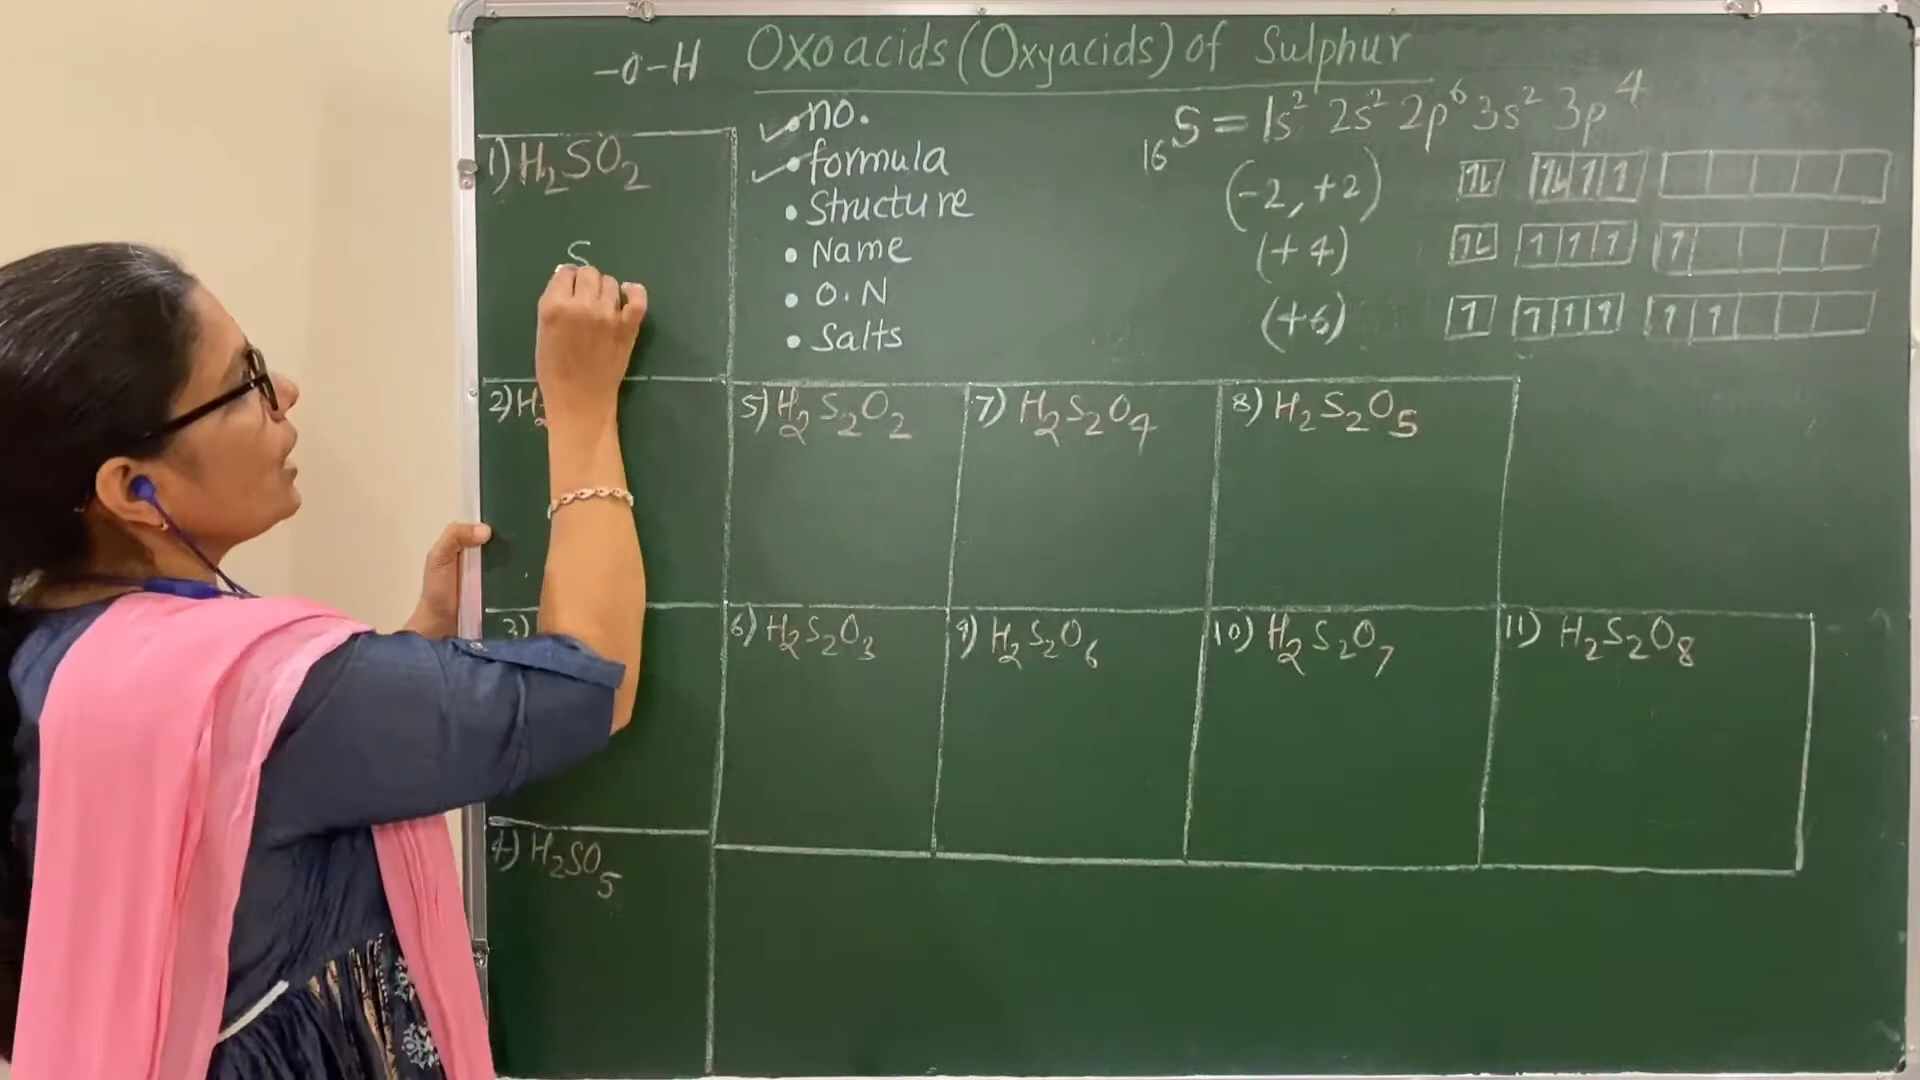 -O-H
Oxoacids (Oxyacids) of Sulphur
• no.
• formula
• Structure
• Name
• O.N
• Salts
₁₆S = 1s² 2s² 2p⁶ 3s² 3p⁴
(-2, +2)
(+4)
(+6)
1) H₂SO₂
S
2) H₂
5) H₂S₂O₂
7) H₂S₂O₄
8) H₂S₂O₅
3)
6) H₂S₂O₃
9) H₂S₂O₆
10) H₂S₂O₇
11) H₂S₂O₈
4) H₂SO₅